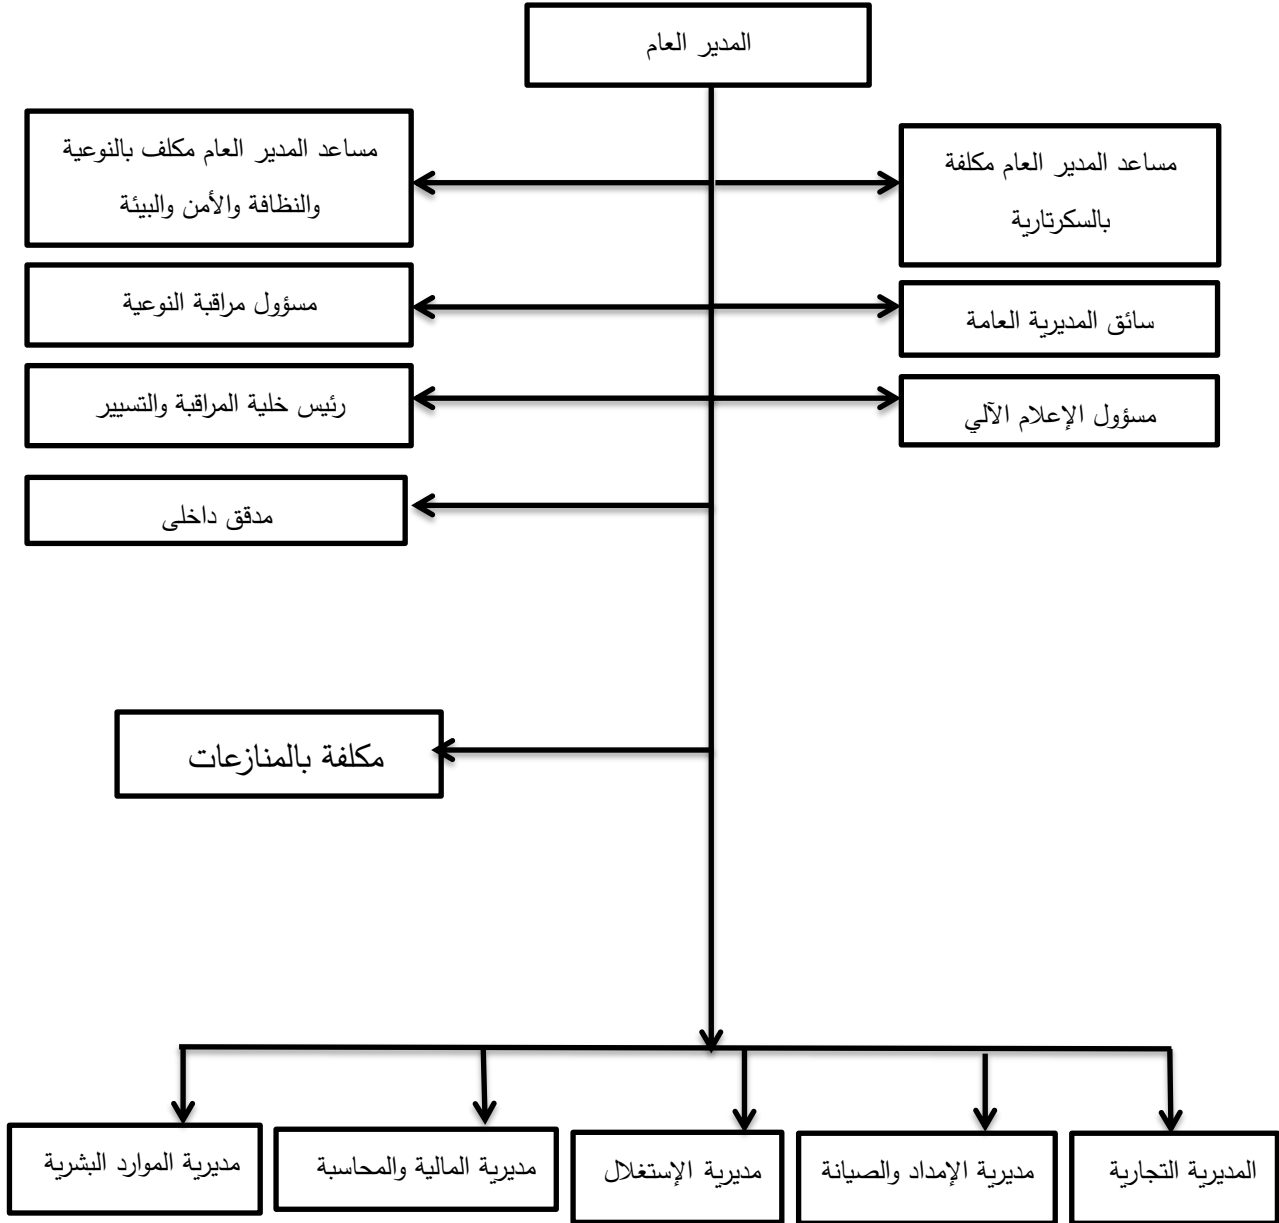 المدير العام
مساعد المدير العام مكلفة
بالسكرتارية
مساعد المدير العام مكلف بالنوعية
والنظافة والأمن والبيئة
سائق المديرية العامة
مسؤول مراقبة النوعية
مسؤول الإعلام الآلي
رئيس خلية المراقبة والتسيير
مدقق داخلى
مكلفة بالمنازعات
المديرية التجارية
مديرية الإمداد والصيانة
مديرية الإستغلال
مديرية المالية والمحاسبة
مديرية الموارد البشرية